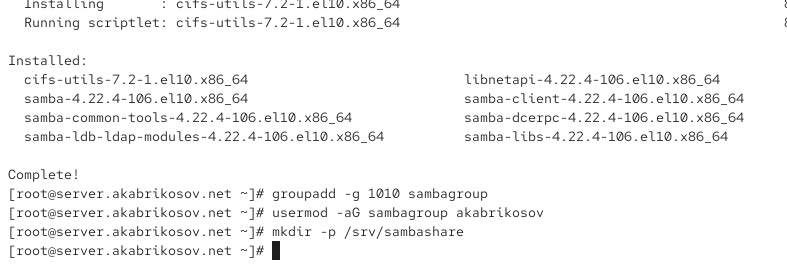 Installing       : cifs-utils-7.2-1.el10.x86_64
Running scriptlet: cifs-utils-7.2-1.el10.x86_64
Installed:
cifs-utils-7.2-1.el10.x86_64                           libnetapi-4.22.4-106.el10.x86_64
samba-4.22.4-106.el10.x86_64                           samba-client-4.22.4-106.el10.x86_64
samba-common-tools-4.22.4-106.el10.x86_64              samba-dcerpc-4.22.4-106.el10.x86_64
samba-ldb-ldap-modules-4.22.4-106.el10.x86_64          samba-libs-4.22.4-106.el10.x86_64
Complete!
[root@server.akabrikosov.net ~]# groupadd -g 1010 sambagroup
[root@server.akabrikosov.net ~]# usermod -aG sambagroup akabrikosov
[root@server.akabrikosov.net ~]# mkdir -p /srv/sambashare
[root@server.akabrikosov.net ~]#